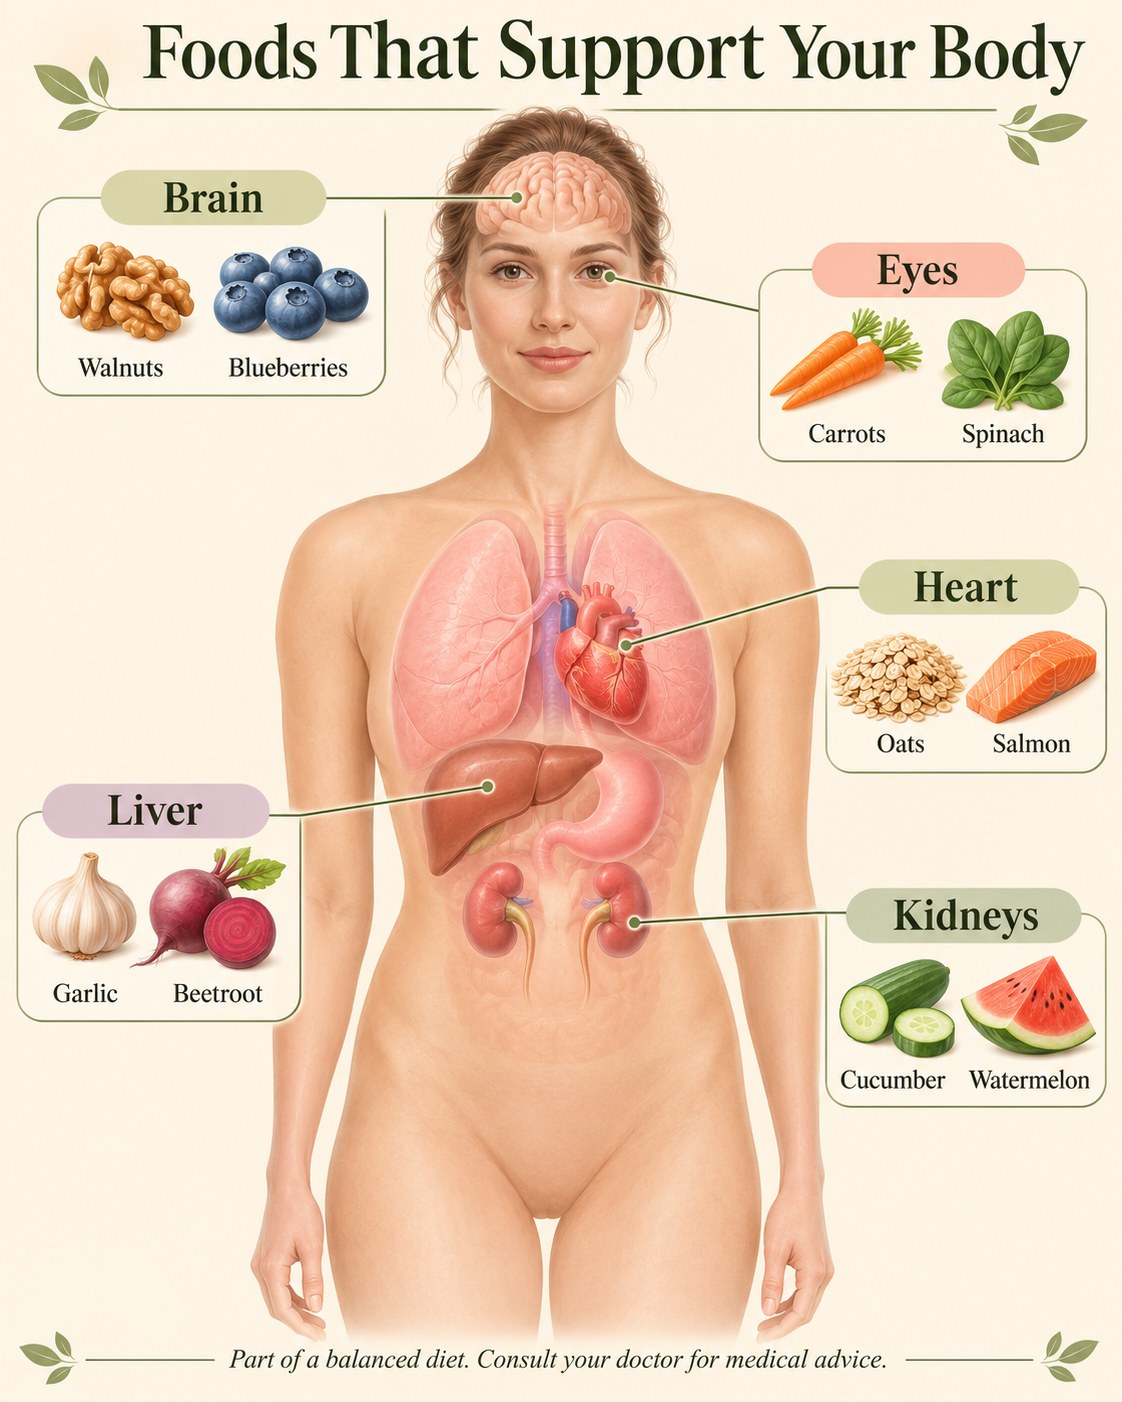 Foods That Support Your Body
Brain
Walnuts Blueberries
Eyes
Carrots Spinach
Heart
Oats Salmon
Liver
Garlic Beetroot
Kidneys
Cucumber Watermelon
Part of a balanced diet. Consult your doctor for medical advice.